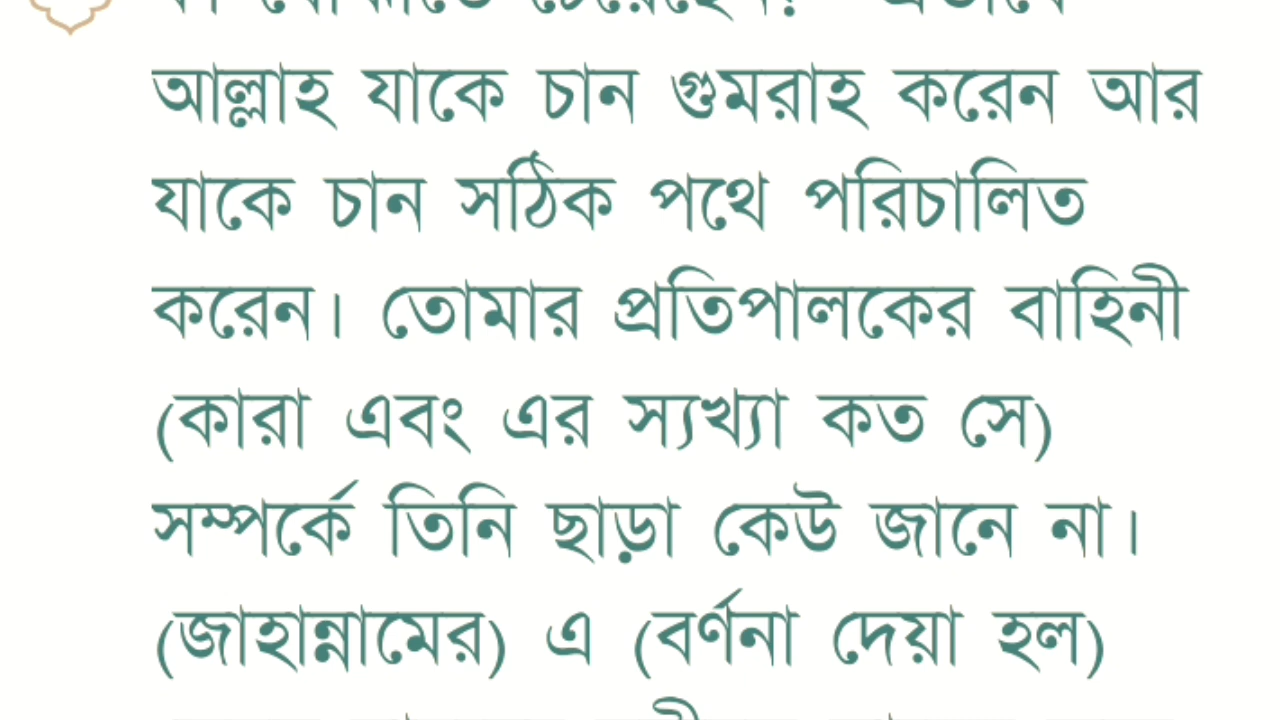 আল্লাহ যাকে চান গুমরাহ করেন আর
যাকে চান সঠিক পথে পরিচালিত
করেন। তোমার প্রতিপালকের বাহিনী
(কারা এবং এর স্যখ্যা কত সে)
সম্পর্কে তিনি ছাড়া কেউ জানে না।
(জাহান্নামের) এ (বর্ণনা দেয়া হল)